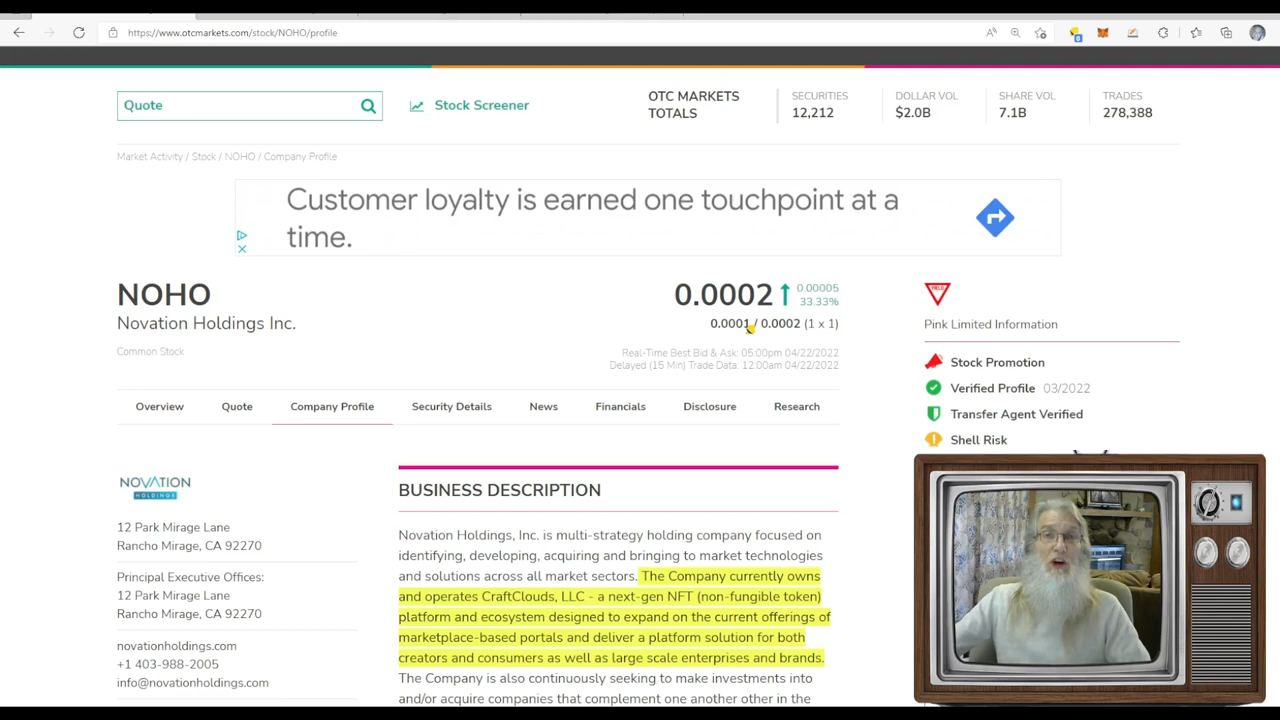 https://www.otcmarkets.com/stock/NOHO/profile
Quote
Stock Screener
OTC MARKETS
TOTALS
SECURITIES
12,212
DOLLAR VOL
$2.0B
SHARE VOL
7.1B
TRADES
278,388
Market Activity / Stock / NOHO / Company Profile
Customer loyalty is earned one touchpoint at a
time.
NOHO
Novation Holdings Inc.
Common Stock
0.0002
0.00005
33.33%
0.0001 / 0.0002 (1 x 1)
Real-Time Best Bid & Ask: 05:00pm 04/22/2022
Delayed (15 Min) Trade Data: 12:00am 04/22/2022
YIELD
Pink Limited Information
Stock Promotion
Verified Profile 03/2022
Transfer Agent Verified
Shell Risk
Overview
Quote
Company Profile
Security Details
News
Financials
Disclosure
Research
NOVATION
HOLDINGS
12 Park Mirage Lane
Rancho Mirage, CA 92270
Principal Executive Offices:
12 Park Mirage Lane
Rancho Mirage, CA 92270
novationholdings.com
+1 403-988-2005
info@novationholdings.com
BUSINESS DESCRIPTION
Novation Holdings, Inc. is multi-strategy holding company focused on
identifying, developing, acquiring and bringing to market technologies
and solutions across all market sectors. The Company currently owns
and operates CraftClouds, LLC - a next-gen NFT (non-fungible token)
platform and ecosystem designed to expand on the current offerings of
marketplace-based portals and deliver a platform solution for both
creators and consumers as well as large scale enterprises and brands.
The Company is also continuously seeking to make investments into
and/or acquire companies that complement one another other in the